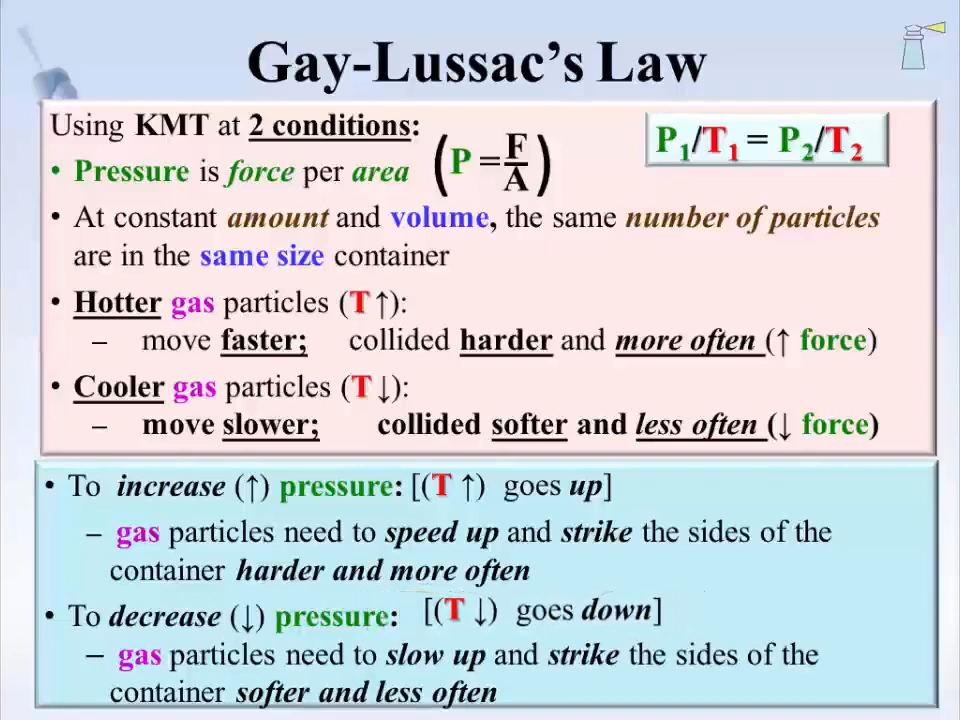 Gay-Lussac's Law
Using KMT at 2 conditions:
P₁/T₁ = P₂/T₂
• Pressure is force per area (P = F/A)
• At constant amount and volume, the same number of particles
are in the same size container
• Hotter gas particles (T ↑):
– move faster; collided harder and more often (↑ force)
• Cooler gas particles (T ↓):
– move slower; collided softer and less often (↓ force)
• To increase (↑) pressure: [(T ↑) goes up]
– gas particles need to speed up and strike the sides of the
container harder and more often
• To decrease (↓) pressure: [(T ↓) goes down]
– gas particles need to slow up and strike the sides of the
container softer and less often